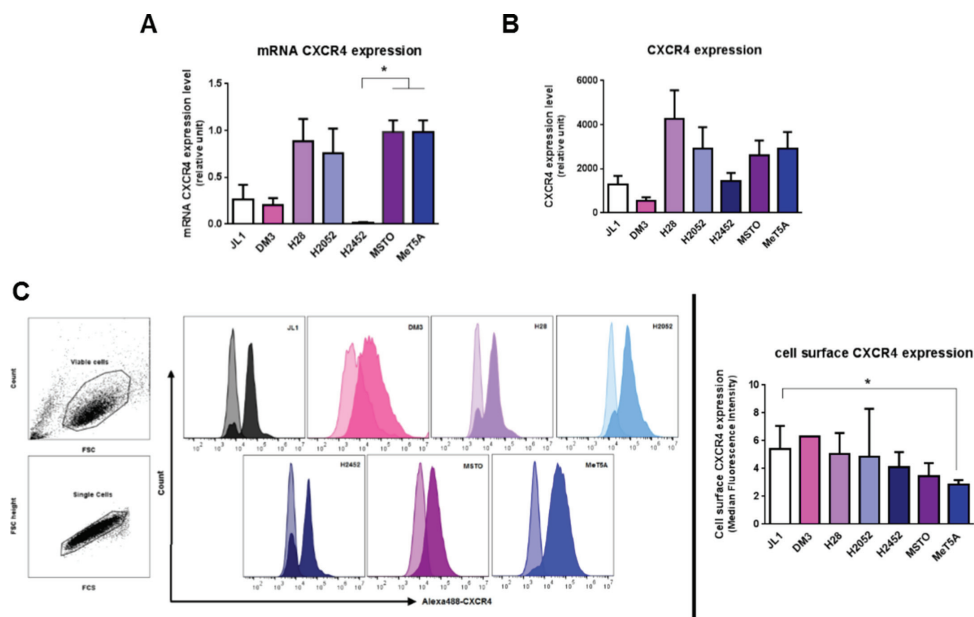 A
mRNA CXCR4 expression
mRNA CXCR4 expression level
(relative unit)
1.5
1.0
0.5
0.0
*
JL1
DM3
H28
H2052
H2452
MSTO
MeT5A
B
CXCR4 expression
CXCR4 expression level
(relative unit)
6000
4000
2000
0
JL1
DM3
H28
H2052
H2452
MSTO
MeT5A
C
Count
Viable cells
FSC
FSC height
Single Cells
FCS
Count
JL1
DM3
H28
H2052
H2452
MSTO
MeT5A
Alexa488-CXCR4
cell surface CXCR4 expression
Cell surface CXCR4 expression
(Median Fluorescence Intensity)
10
8
6
4
2
0
*
JL1
DM3
H28
H2052
H2452
MSTO
MeT5A